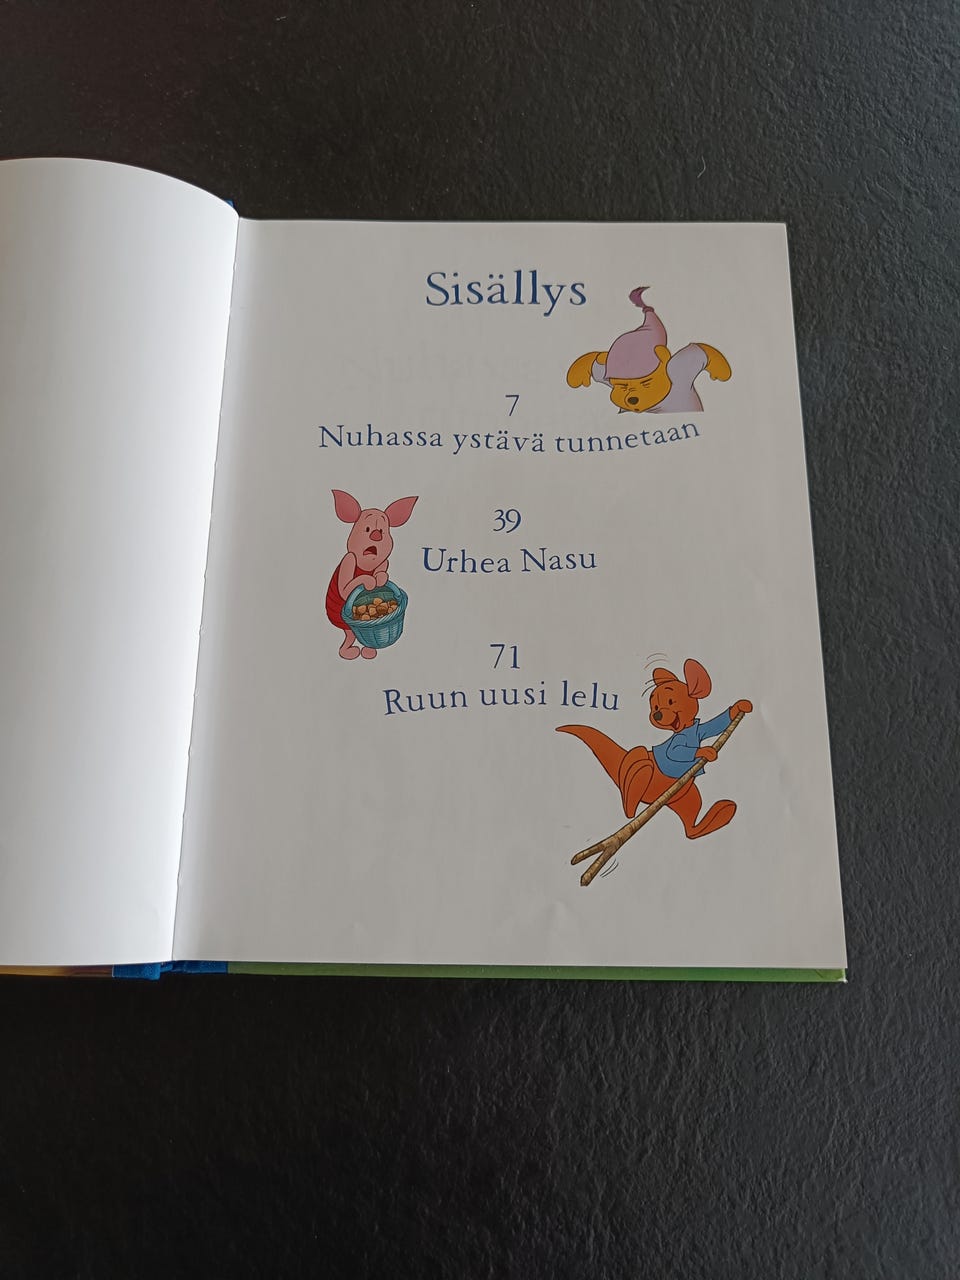 Sisällys
7
Nuhassa ystävä tunnetaan
39
Urhea Nasu
71
Ruun uusi lelu